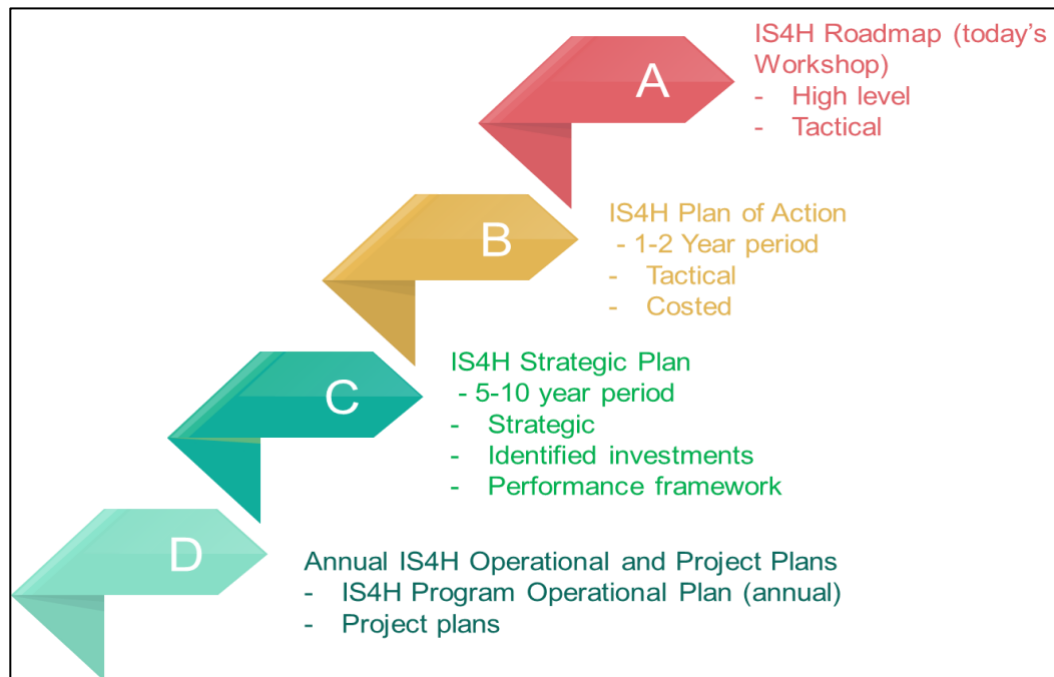 A
IS4H Roadmap (today's
Workshop)
- High level
- Tactical
B
IS4H Plan of Action
- 1-2 Year period
- Tactical
- Costed
C
IS4H Strategic Plan
- 5-10 year period
- Strategic
- Identified investments
- Performance framework
D
Annual IS4H Operational and Project Plans
- IS4H Program Operational Plan (annual)
- Project plans